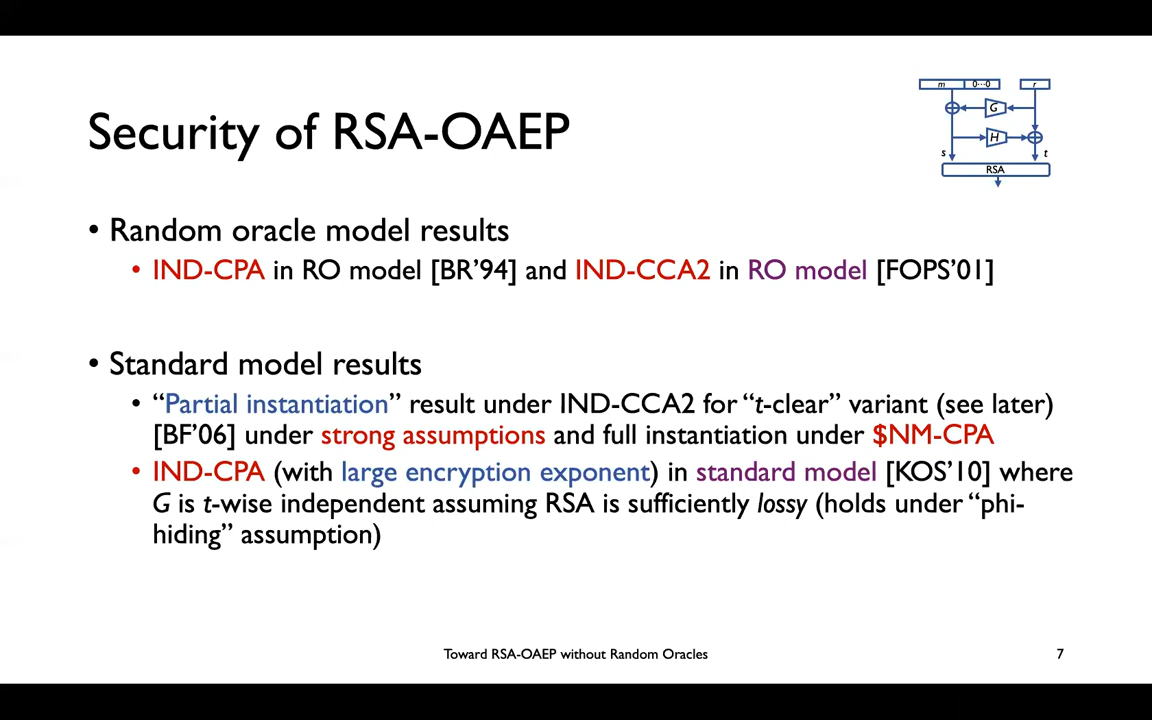 m 0···0 r
Security of RSA-OAEP
G
H
s t
RSA
• Random oracle model results
• IND-CPA in RO model [BR’94] and IND-CCA2 in RO model [FOPS’01]
• Standard model results
• “Partial instantiation” result under IND-CCA2 for “t-clear” variant (see later)
[BF’06] under strong assumptions and full instantiation under $NM-CPA
• IND-CPA (with large encryption exponent) in standard model [KOS’10] where
G is t-wise independent assuming RSA is sufficiently lossy (holds under “phi-
hiding” assumption)
Toward RSA-OAEP without Random Oracles 7